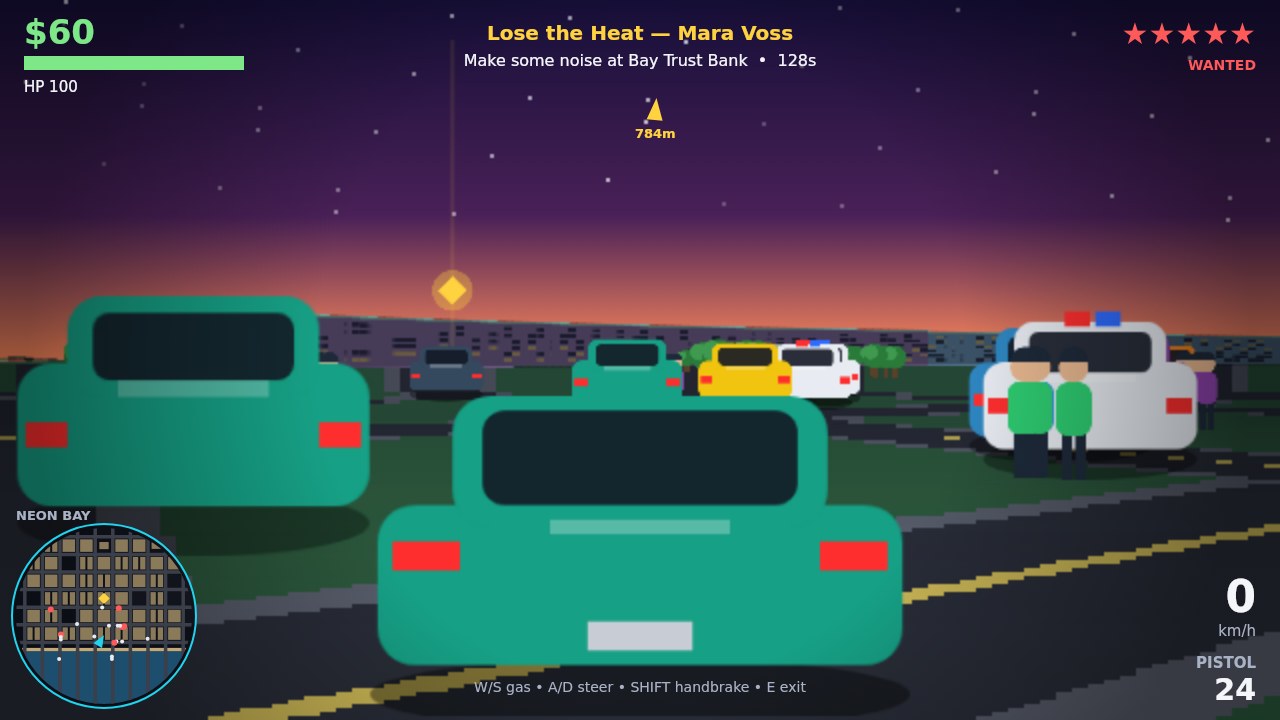 $60
HP 100
Lose the Heat — Mara Voss
Make some noise at Bay Trust Bank • 128s
784m
★★★★★
WANTED
NEON BAY
W/S gas • A/D steer • SHIFT handbrake • E exit
0
km/h
PISTOL
24